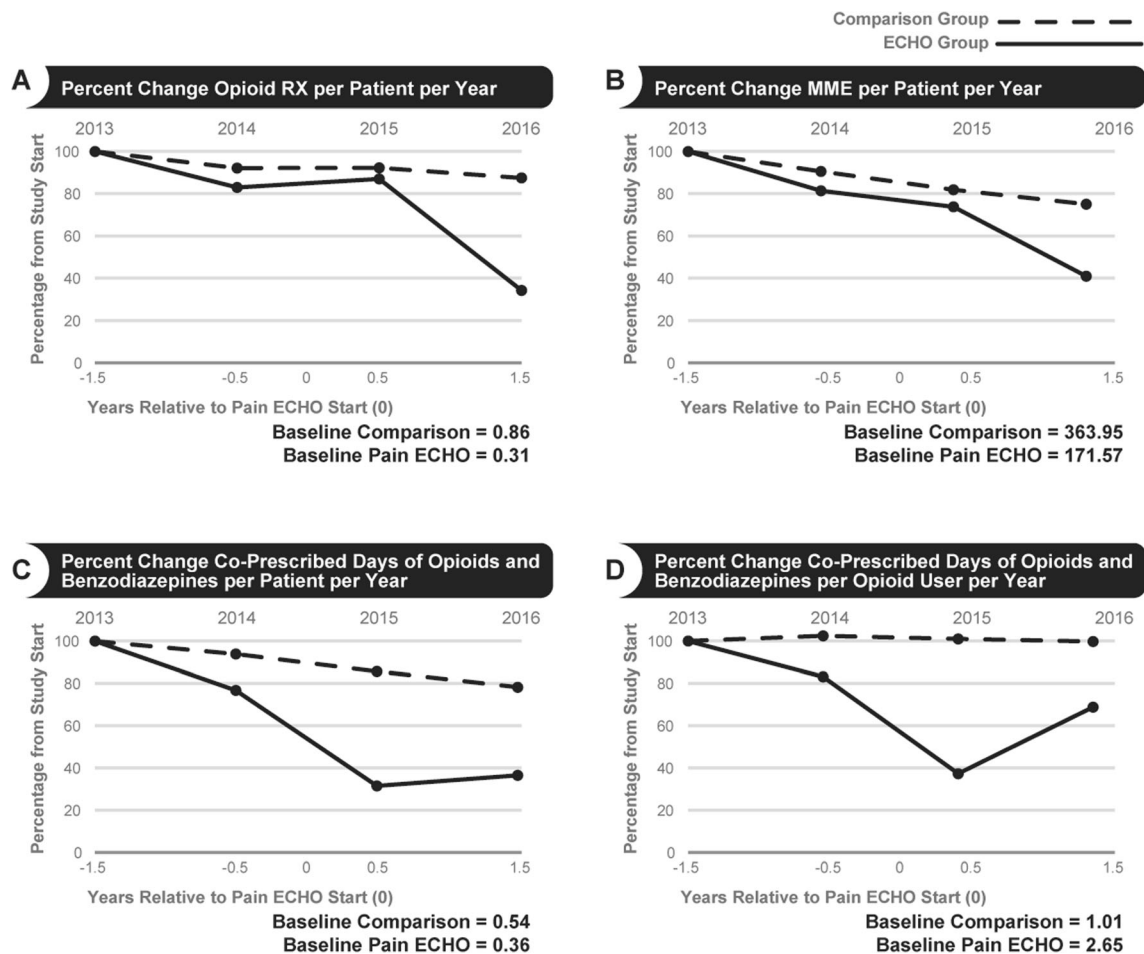 Comparison Group
ECHO Group
A
Percent Change Opioid RX per Patient per Year
2013 2014 2015 2016
Percentage from Study Start
100
80
60
40
20
0
-1.5 -0.5 0 0.5 1.5
Years Relative to Pain ECHO Start (0)
Baseline Comparison = 0.86
Baseline Pain ECHO = 0.31
B
Percent Change MME per Patient per Year
2013 2014 2015 2016
Percentage from Study Start
100
80
60
40
20
0
-1.5 -0.5 0 0.5 1.5
Years Relative to Pain ECHO Start (0)
Baseline Comparison = 363.95
Baseline Pain ECHO = 171.57
C
Percent Change Co-Prescribed Days of Opioids and
Benzodiazepines per Patient per Year
2013 2014 2015 2016
Percentage from Study Start
100
80
60
40
20
0
-1.5 -0.5 0 0.5 1.5
Years Relative to Pain ECHO Start (0)
Baseline Comparison = 0.54
Baseline Pain ECHO = 0.36
D
Percent Change Co-Prescribed Days of Opioids and
Benzodiazepines per Opioid User per Year
2013 2014 2015 2016
Percentage from Study Start
100
80
60
40
20
0
-1.5 -0.5 0 0.5 1.5
Years Relative to Pain ECHO Start (0)
Baseline Comparison = 1.01
Baseline Pain ECHO = 2.65